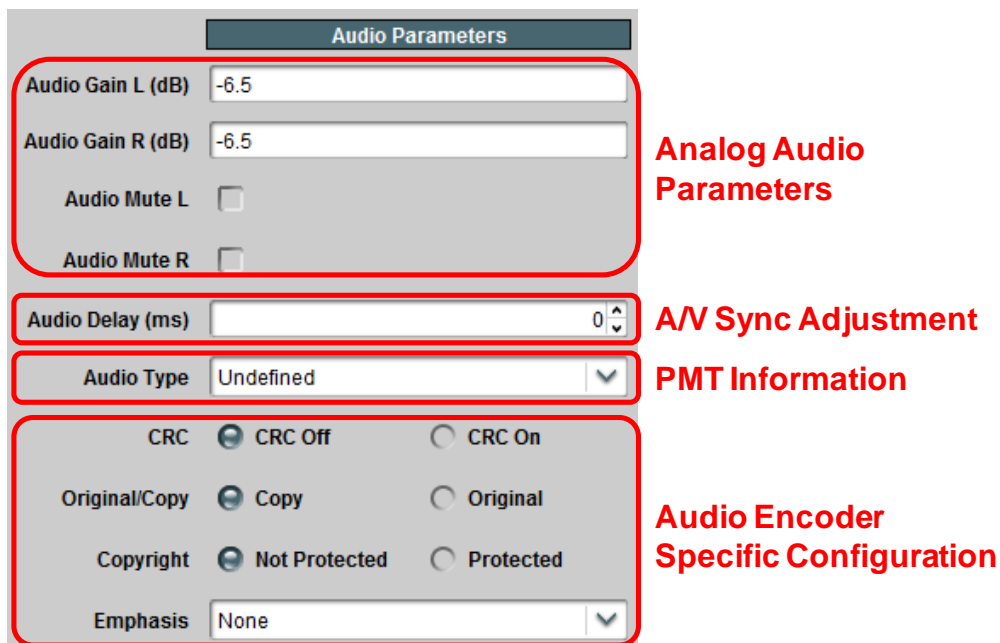 Audio Parameters
Audio Gain L (dB) -6.5
Audio Gain R (dB) -6.5
Analog Audio
Parameters
Audio Mute L
Audio Mute R
Audio Delay (ms) 0
A/V Sync Adjustment
Audio Type Undefined
PMT Information
CRC CRC Off CRC On
Original/Copy Copy Original
Copyright Not Protected Protected
Audio Encoder
Specific Configuration
Emphasis None